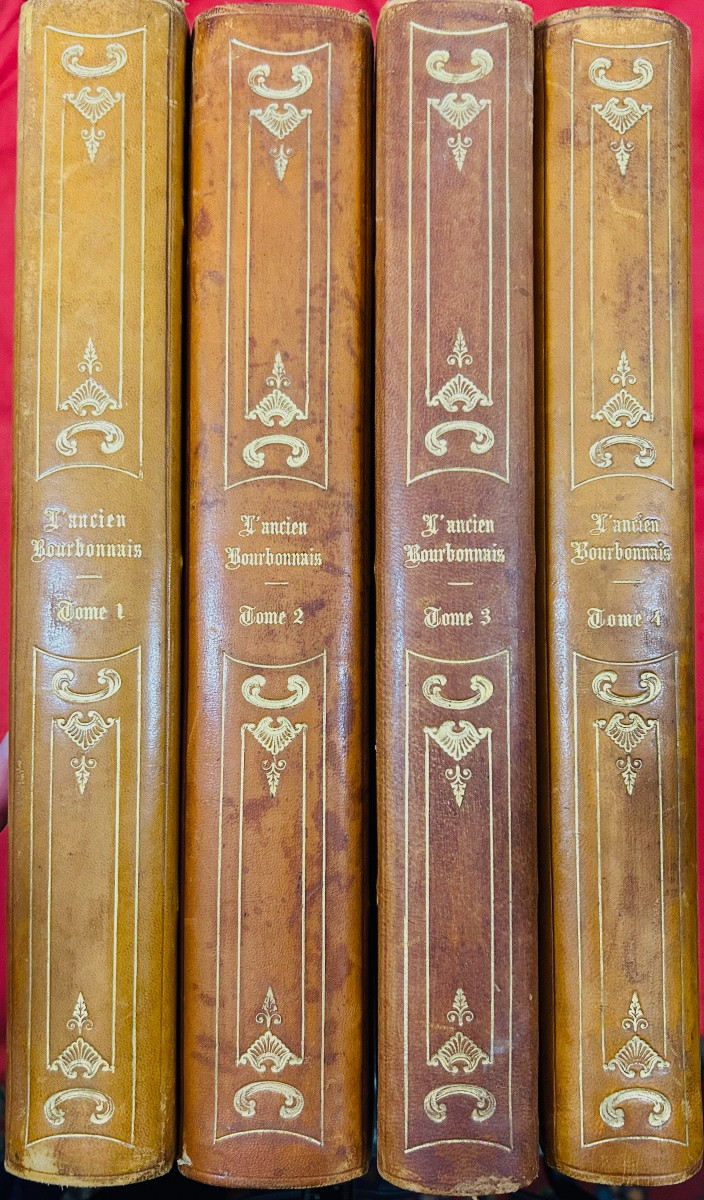 L'ancien
Bourbonnais
Tome 1
L'ancien
Bourbonnais
Tome 2
L'ancien
Bourbonnais
Tome 3
L'ancien
Bourbonnais
Tome 4